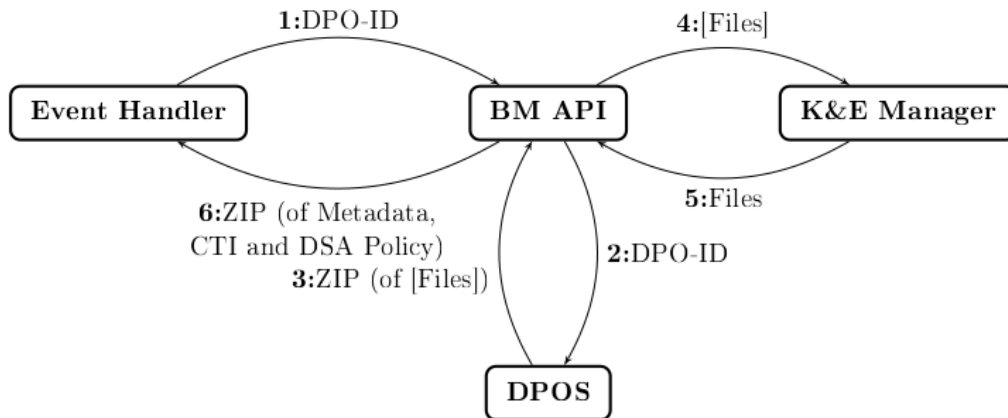 1:DPO-ID
4:[Files]
Event Handler
BM API
K&E Manager
6:ZIP (of Metadata,
CTI and DSA Policy)
5:Files
3:ZIP (of [Files])
2:DPO-ID
DPOS